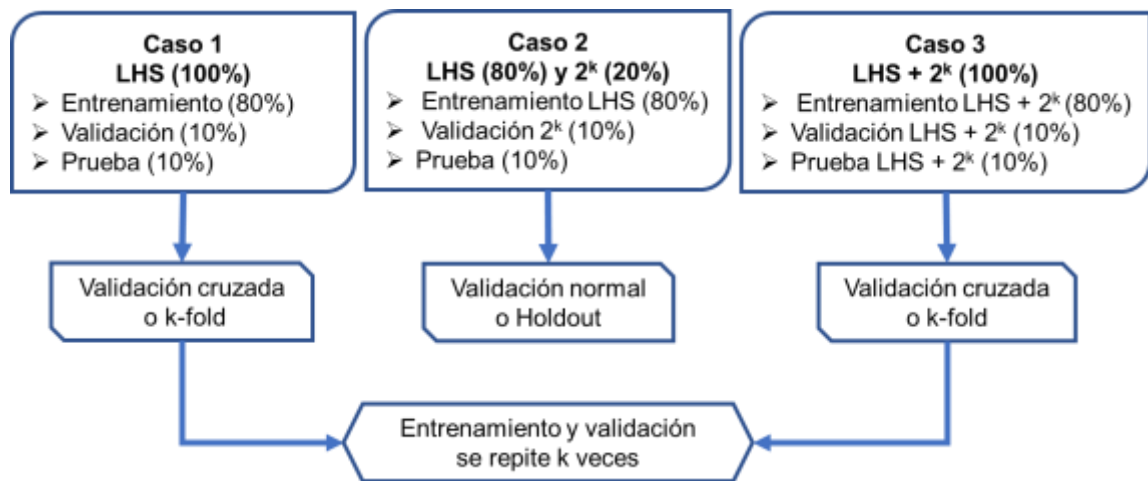 Caso 1
LHS (100%)
➢ Entrenamiento (80%)
➢ Validación (10%)
➢ Prueba (10%)
Caso 2
LHS (80%) y 2ᵏ (20%)
➢ Entrenamiento LHS (80%)
➢ Validación 2ᵏ (10%)
➢ Prueba (10%)
Caso 3
LHS + 2ᵏ (100%)
➢ Entrenamiento LHS + 2ᵏ (80%)
➢ Validación LHS + 2ᵏ (10%)
➢ Prueba LHS + 2ᵏ (10%)
Validación cruzada
o k-fold
Validación normal
o Holdout
Validación cruzada
o k-fold
Entrenamiento y validación
se repite k veces